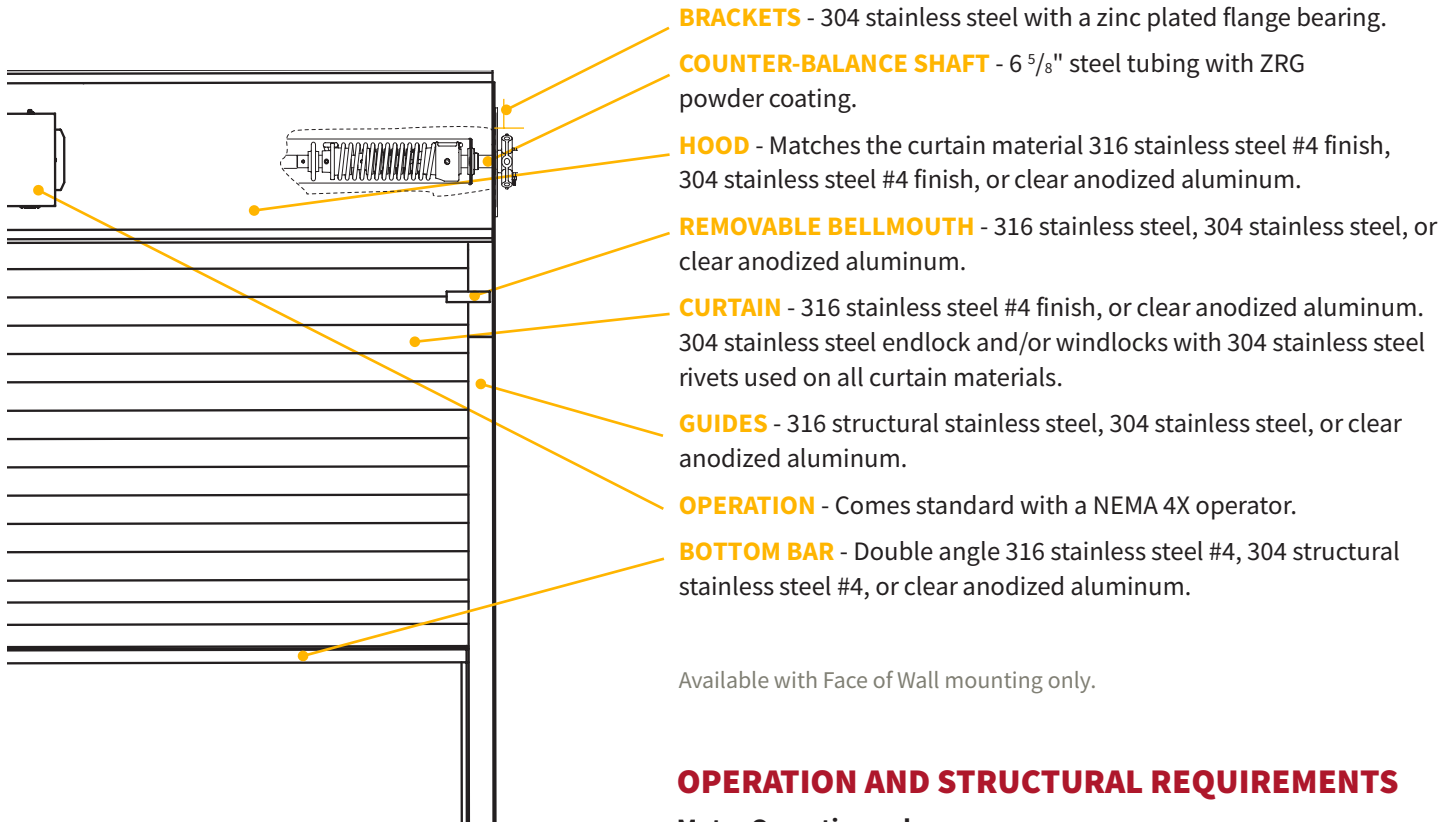 BRACKETS - 304 stainless steel with a zinc plated flange bearing.
COUNTER-BALANCE SHAFT - 6 5/8" steel tubing with ZRG
powder coating.
HOOD - Matches the curtain material 316 stainless steel #4 finish,
304 stainless steel #4 finish, or clear anodized aluminum.
REMOVABLE BELLMOUTH - 316 stainless steel, 304 stainless steel, or
clear anodized aluminum.
CURTAIN - 316 stainless steel #4 finish, or clear anodized aluminum.
304 stainless steel endlock and/or windlocks with 304 stainless steel
rivets used on all curtain materials.
GUIDES - 316 structural stainless steel, 304 stainless steel, or clear
anodized aluminum.
OPERATION - Comes standard with a NEMA 4X operator.
BOTTOM BAR - Double angle 316 stainless steel #4, 304 structural
stainless steel #4, or clear anodized aluminum.
Available with Face of Wall mounting only.
OPERATION AND STRUCTURAL REQUIREMENTS